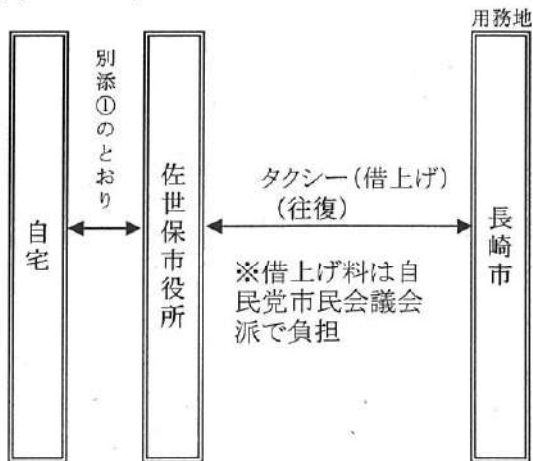 用務地
自宅
別添①のとおり
佐世保市役所
タクシー(借上げ)
(往復)
※借上げ料は自
民党市民会議会
派で負担
長崎市